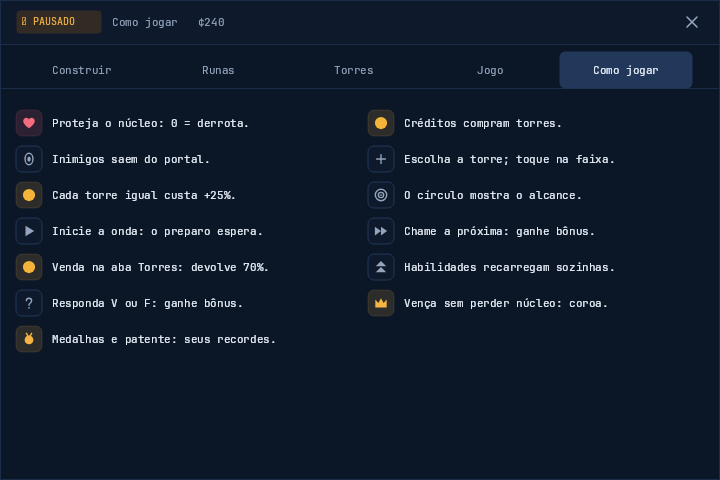 PAUSADO Como jogar ¢240
Construir Runas Torres Jogo Como jogar
Proteja o núcleo: 0 = derrota.
Créditos compram torres.
Inimigos saem do portal.
Escolha a torre; toque na faixa.
Cada torre igual custa +25%.
O círculo mostra o alcance.
Inicie a onda: o preparo espera.
Chame a próxima: ganhe bônus.
Venda na aba Torres: devolve 70%.
Habilidades recarregam sozinhas.
Responda V ou F: ganhe bônus.
Vença sem perder núcleo: coroa.
Medalhas e patente: seus recordes.